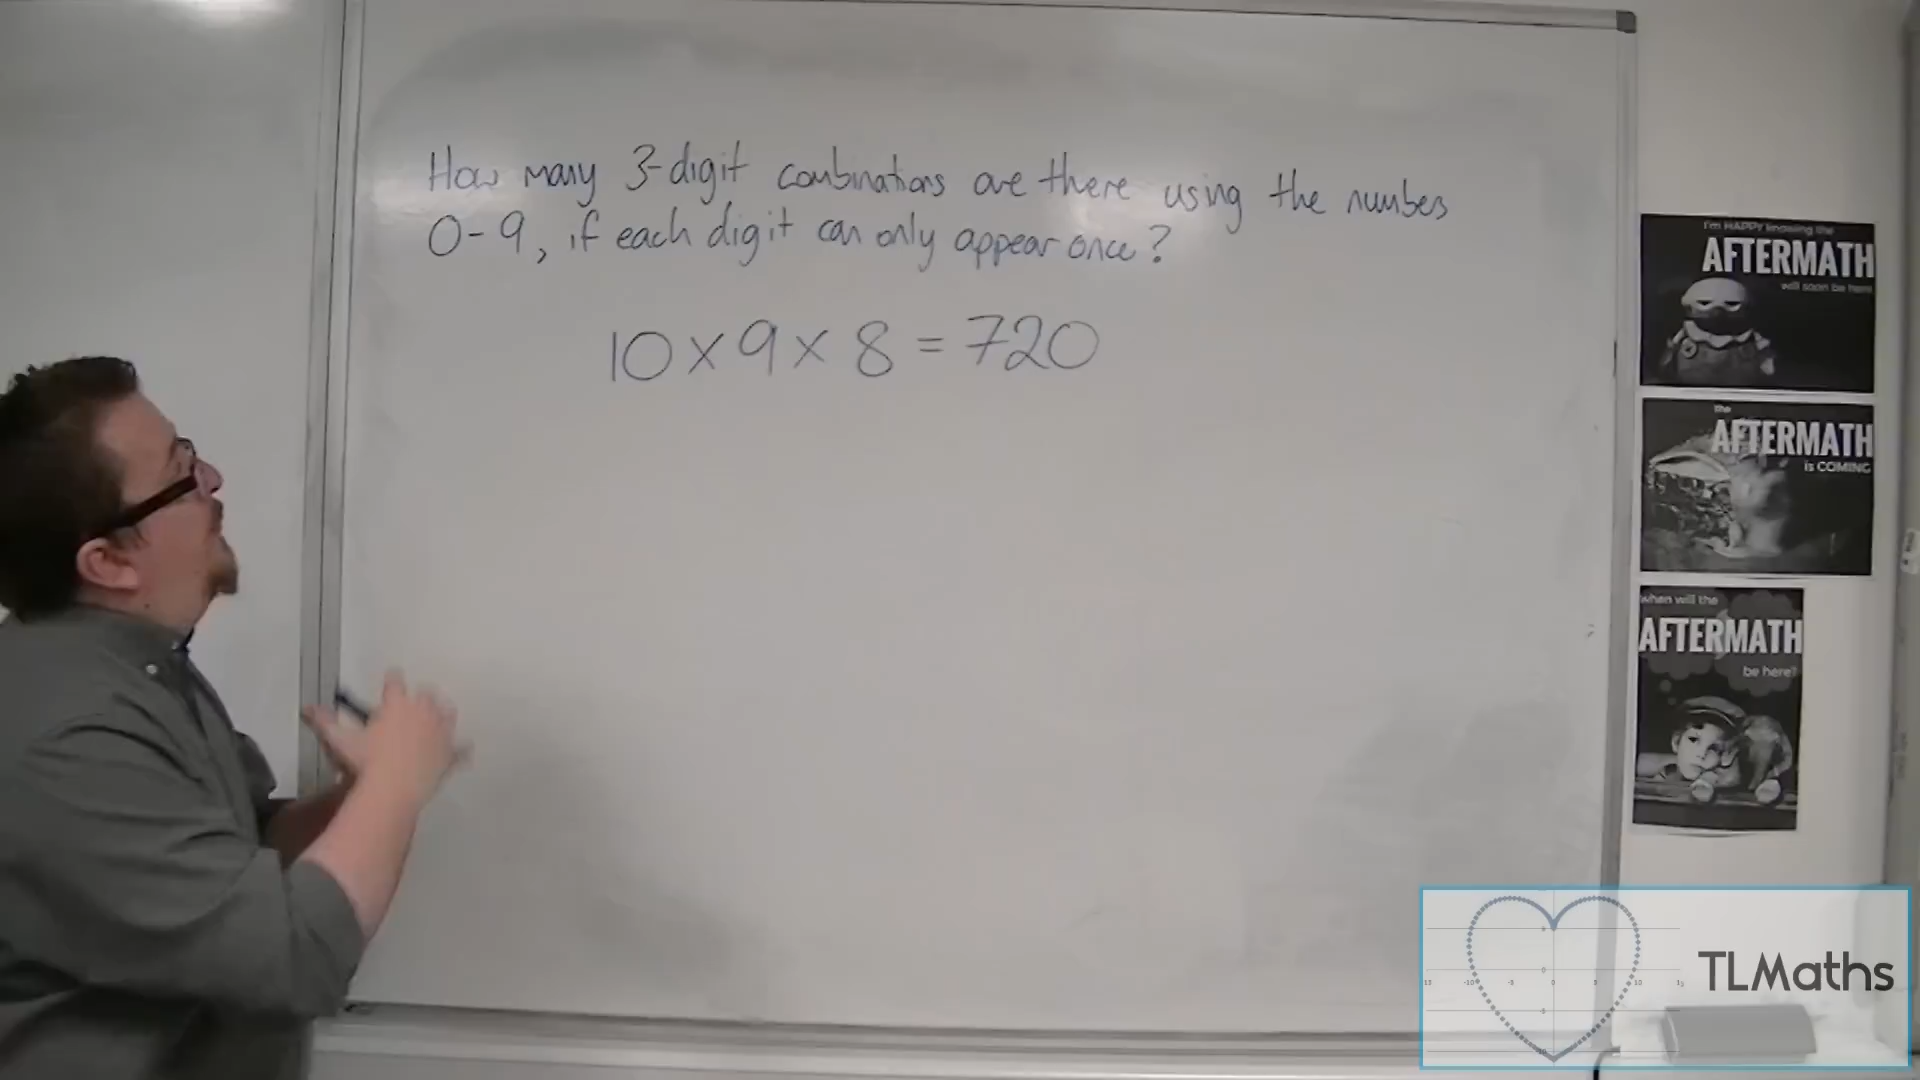 How many 3-digit combinations are there using the numbers
0-9, if each digit can only appear once?
10 x 9 x 8 = 720
I'm HAPPY knowing the
AFTERMATH
will soon be here
the
AFTERMATH
is COMING
when will the
AFTERMATH
be here?
TLMaths